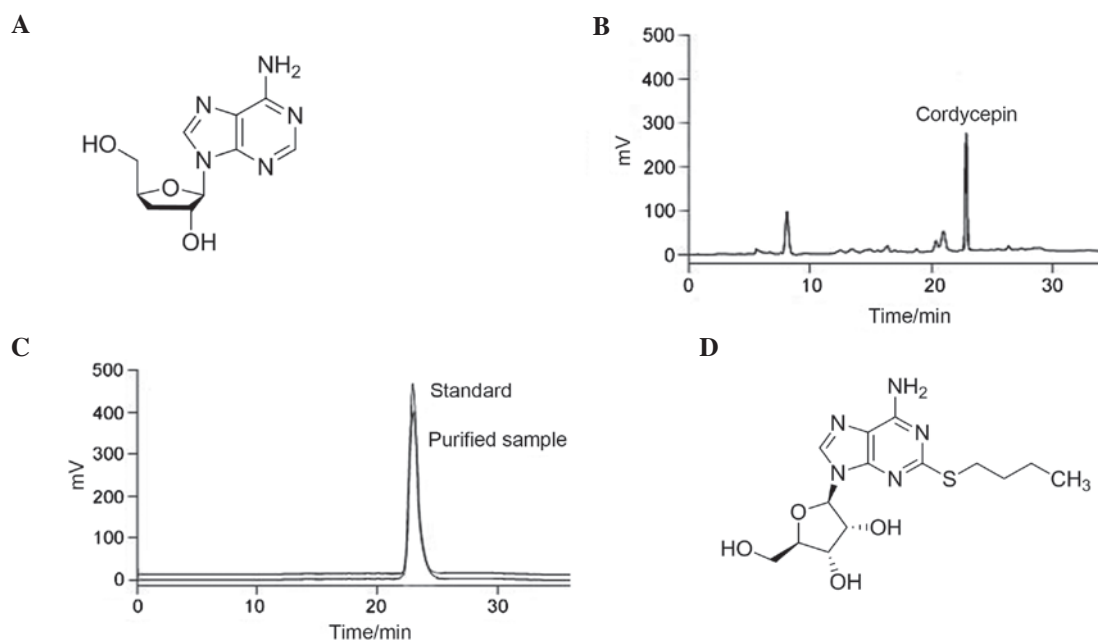 A
NH2
N
N
HO
N
N
O
OH
B
500
400
300
200
100
0
mV
Cordycepin
0
10
20
30
Time/min
C
500
400
300
200
100
0
mV
Standard
Purified sample
0
10
20
30
Time/min
D
NH2
N
N
N
N
S
CH3
O
OH
HO
OH